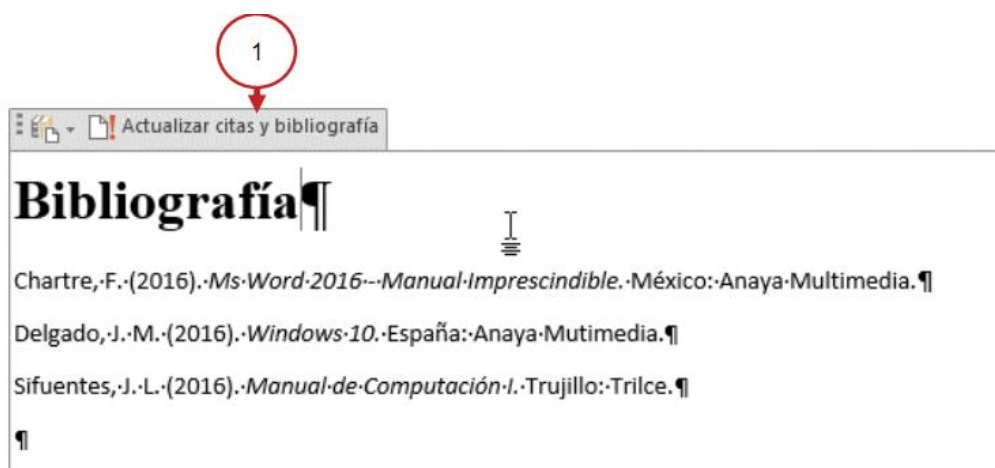 1
Actualizar citas y bibliografía
Bibliografía¶
Chartre,·F.·(2016).·Ms·Word·2016·-·Manual·Imprescindible.·México:·Anaya·Multimedia.¶
Delgado,·J.·M.·(2016).·Windows·10.·España:·Anaya·Mutimedia.¶
Sifuentes,·J.·L.·(2016).·Manual·de·Computación·I.·Trujillo:·Trilce.¶
¶